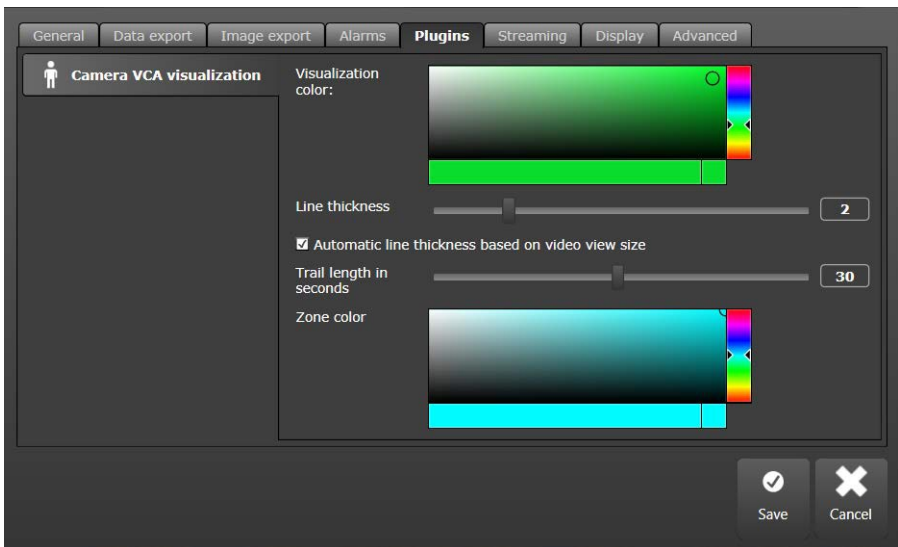 General Data export Image export Alarms Plugins Streaming Display Advanced
Camera VCA visualization
Visualization
color:
Line thickness
2
Automatic line thickness based on video view size
Trail length in
seconds
30
Zone color
Save Cancel